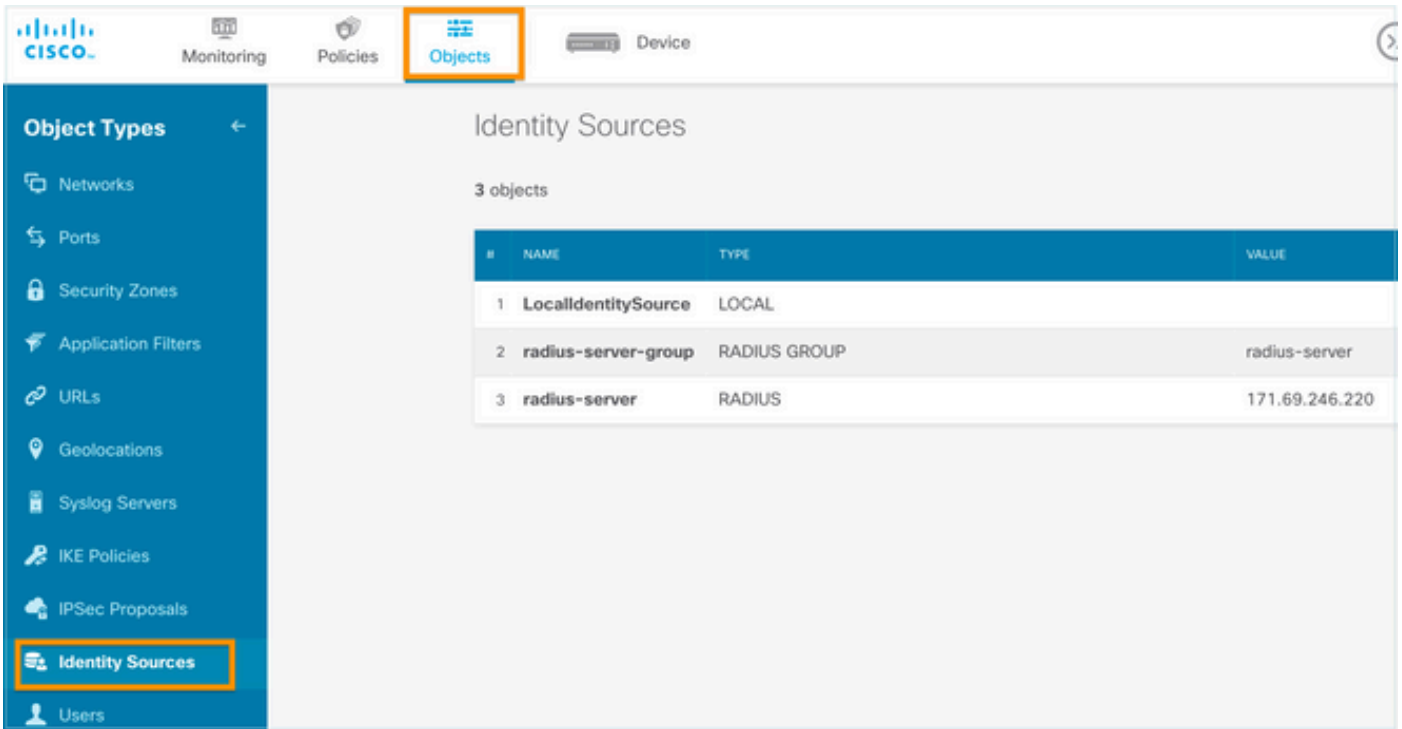 CISCO
Monitoring
Policies
Objects
Device
Object Types
Networks
Ports
Security Zones
Application Filters
URLs
Geolocations
Syslog Servers
IKE Policies
IPSec Proposals
Identity Sources
Users
Identity Sources
3 objects
# NAME TYPE VALUE
1 LocalIdentitySource LOCAL
2 radius-server-group RADIUS GROUP radius-server
3 radius-server RADIUS 171.69.246.220